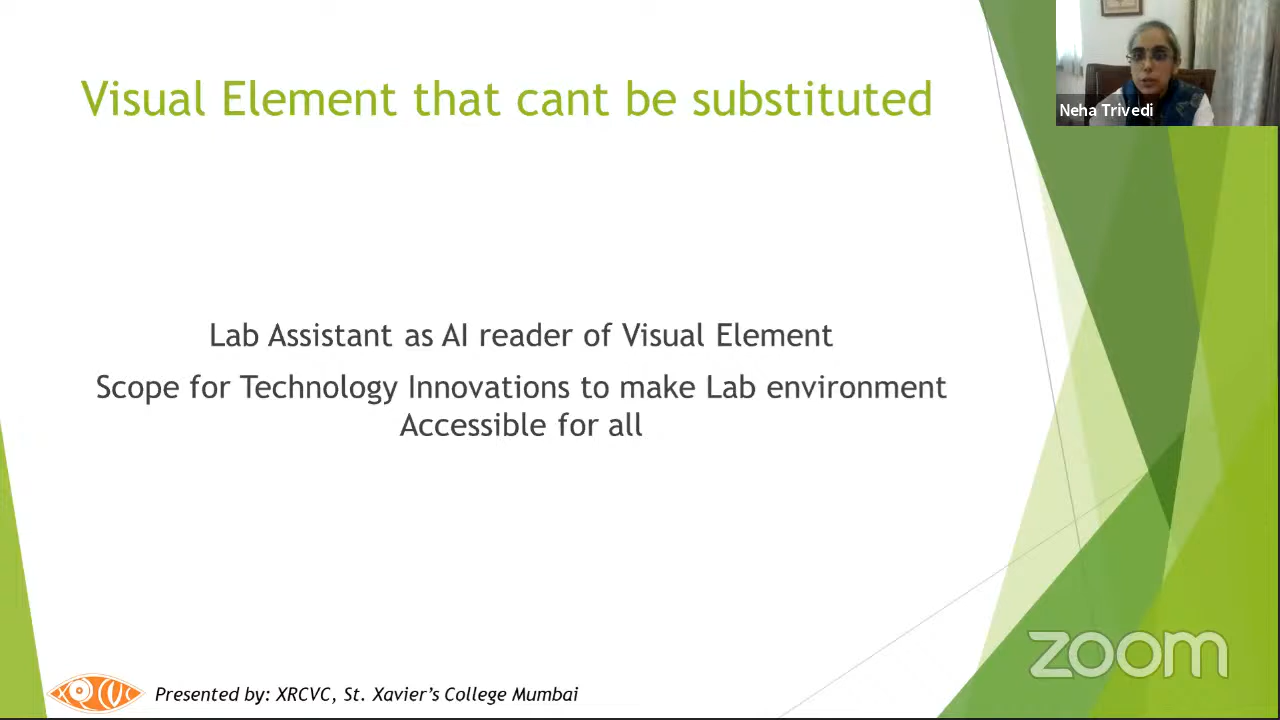 Visual Element that cant be substituted
Neha Trivedi
Lab Assistant as AI reader of Visual Element
Scope for Technology Innovations to make Lab environment
Accessible for all
zoom
XRCVC
Presented by: XRCVC, St. Xavier's College Mumbai